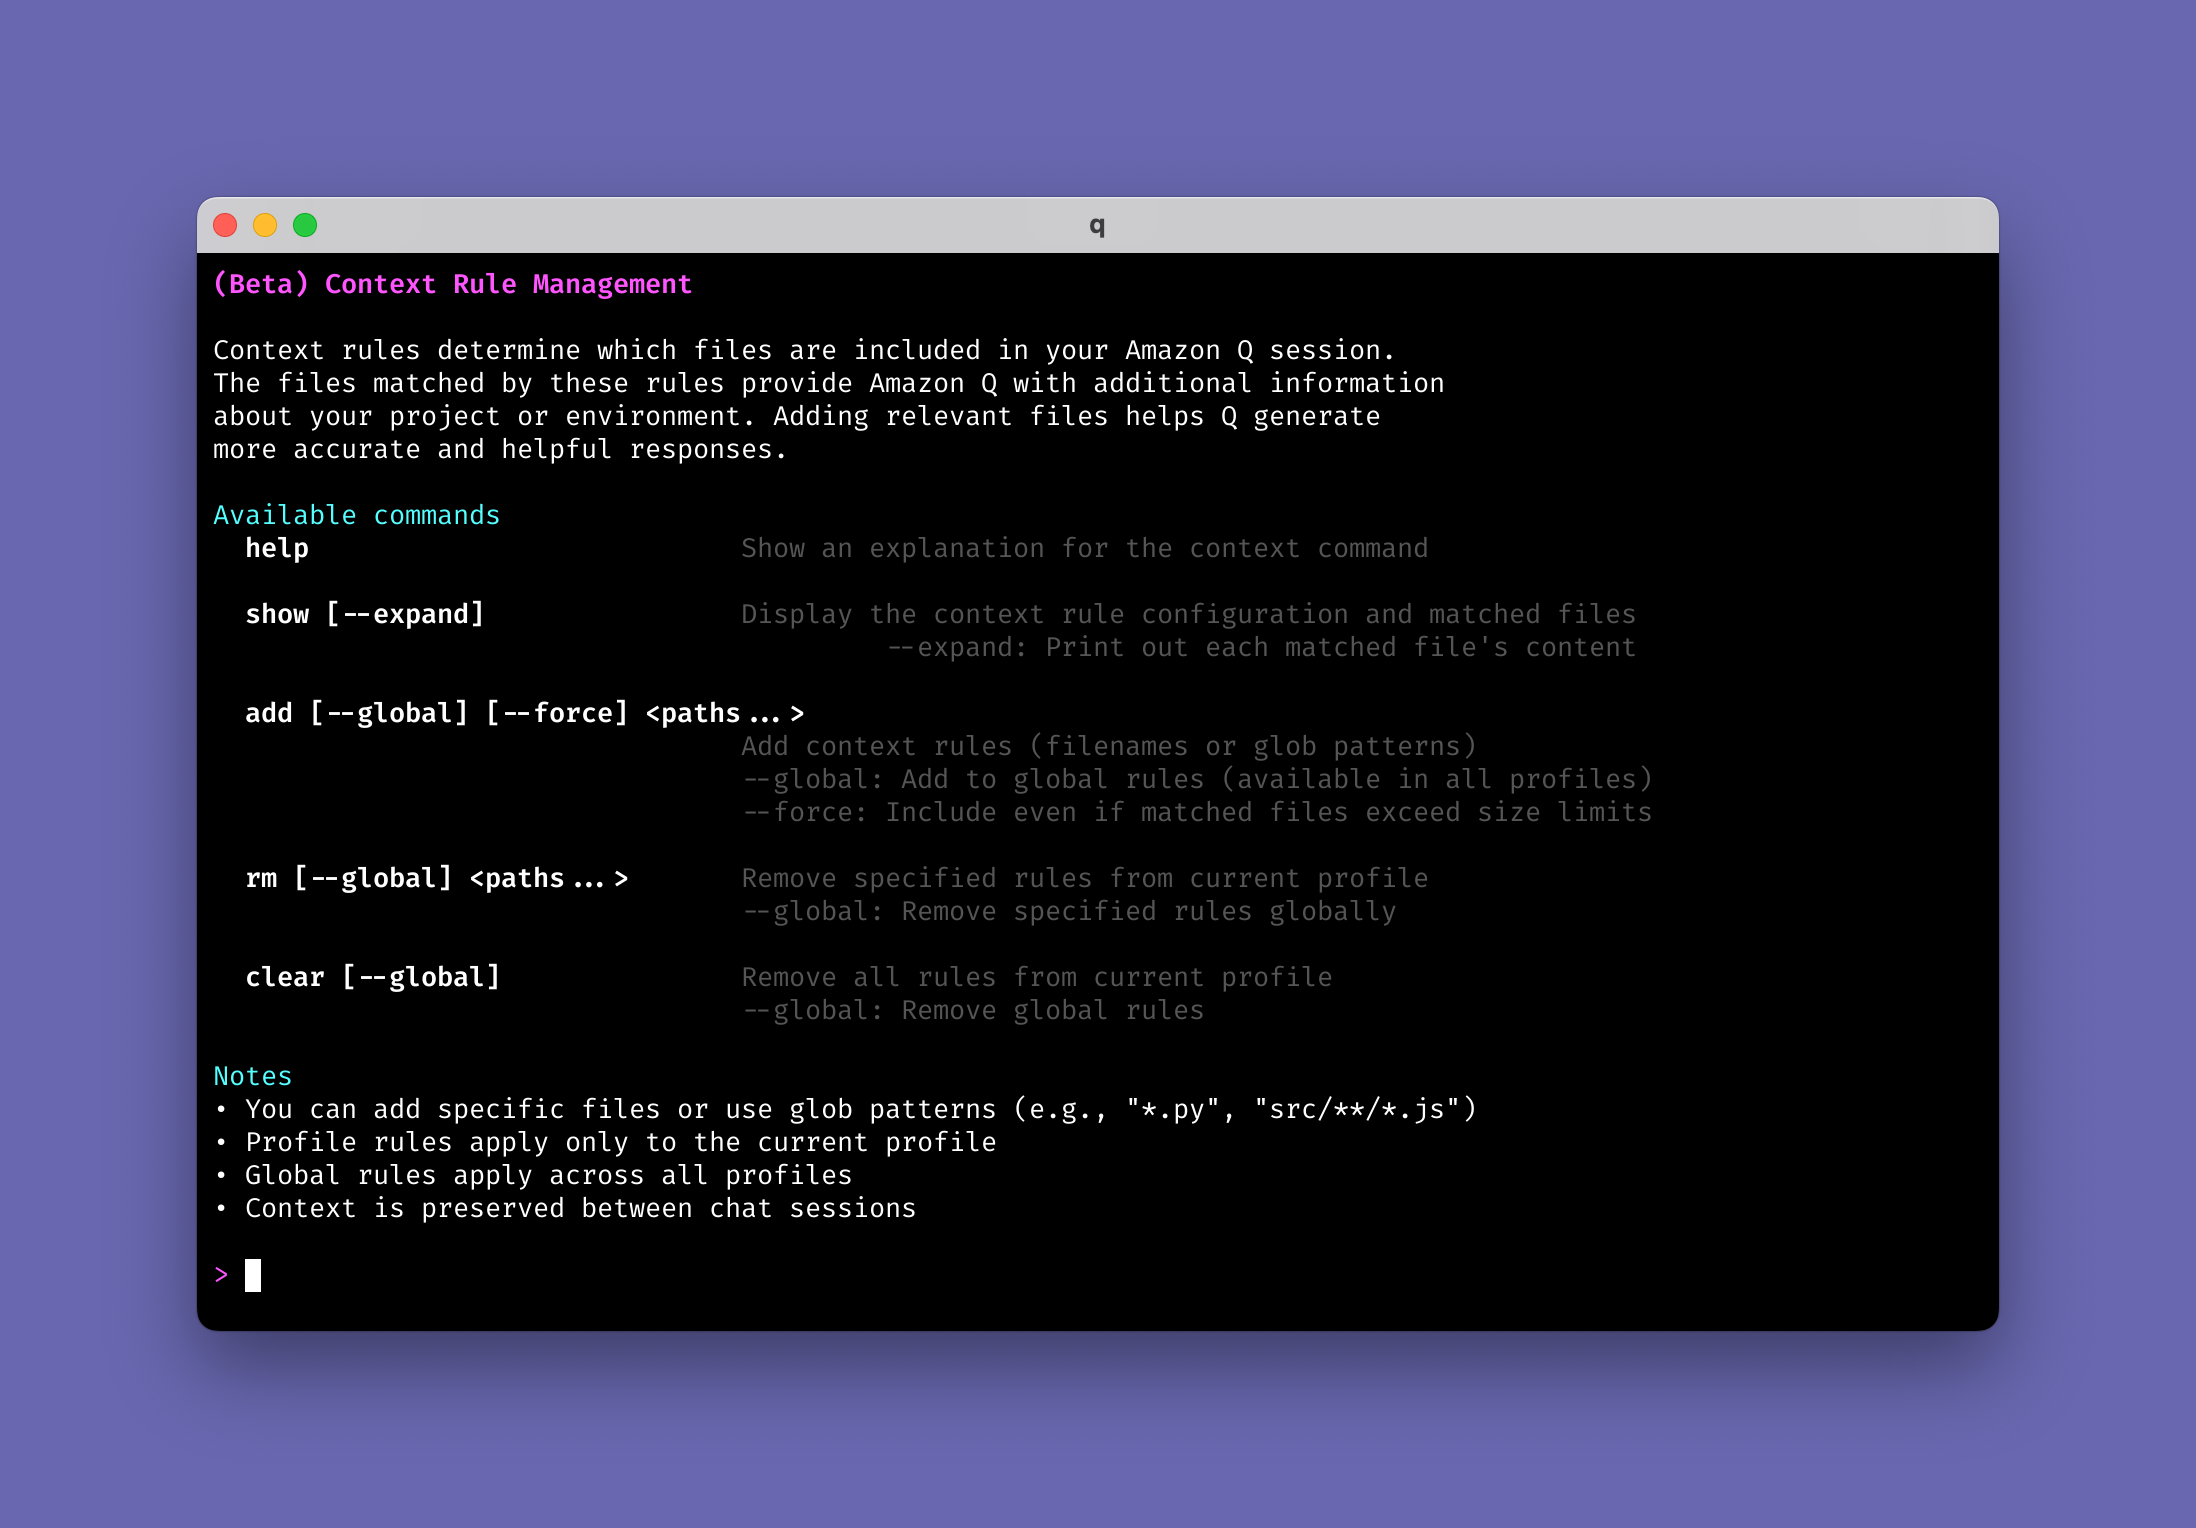 q
(Beta) Context Rule Management
Context rules determine which files are included in your Amazon Q session.
The files matched by these rules provide Amazon Q with additional information
about your project or environment. Adding relevant files helps Q generate
more accurate and helpful responses.
Available commands
help Show an explanation for the context command
show [--expand] Display the context rule configuration and matched files
--expand: Print out each matched file's content
add [--global] [--force] <paths...>
Add context rules (filenames or glob patterns)
--global: Add to global rules (available in all profiles)
--force: Include even if matched files exceed size limits
rm [--global] <paths...> Remove specified rules from current profile
--global: Remove specified rules globally
clear [--global] Remove all rules from current profile
--global: Remove global rules
Notes
• You can add specific files or use glob patterns (e.g., "*.py", "src/**/*.js")
• Profile rules apply only to the current profile
• Global rules apply across all profiles
• Context is preserved between chat sessions
>